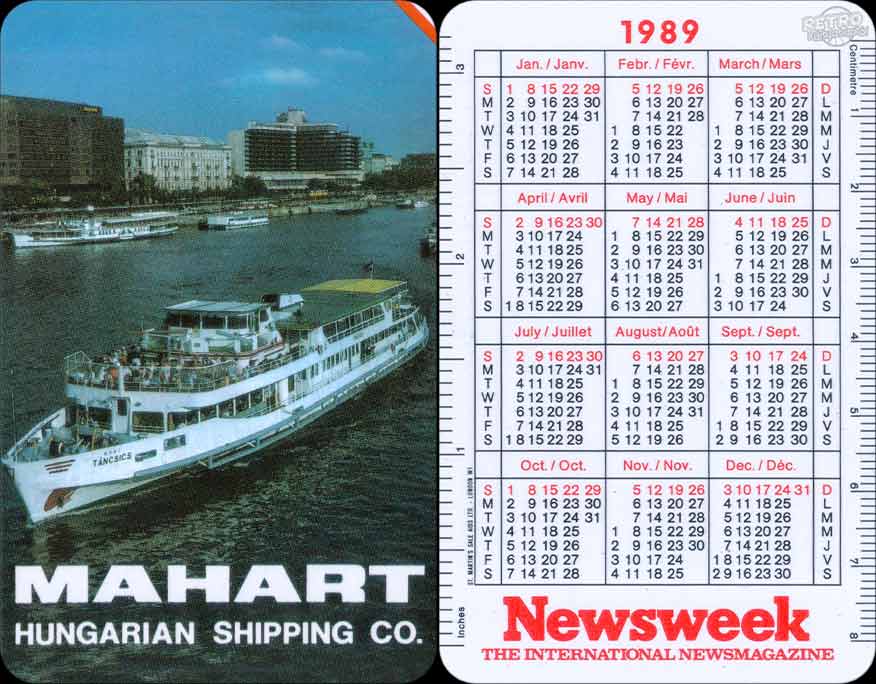 TÁNCSICS
MAHART
HUNGARIAN SHIPPING CO.
RETRO
1989
Jan. / Janv. Febr. / Févr. March / Mars
S 1 8 15 22 29 5 12 19 26 5 12 19 26 D
M 2 9 16 23 30 6 13 20 27 6 13 20 27 L
T 3 10 17 24 31 7 14 21 28 7 14 21 28 M
W 4 11 18 25 1 8 15 22 1 8 15 22 29 M
T 5 12 19 26 2 9 16 23 2 9 16 23 30 J
F 6 13 20 27 3 10 17 24 3 10 17 24 31 V
S 7 14 21 28 4 11 18 25 4 11 18 25 S
April / Avril May / Mai June / Juin
S 2 9 16 23 30 7 14 21 28 4 11 18 25 D
M 3 10 17 24 1 8 15 22 29 5 12 19 26 L
T 4 11 18 25 2 9 16 23 30 6 13 20 27 M
W 5 12 19 26 3 10 17 24 31 7 14 21 28 M
T 6 13 20 27 4 11 18 25 1 8 15 22 29 J
F 7 14 21 28 5 12 19 26 2 9 16 23 30 V
S 1 8 15 22 29 6 13 20 27 3 10 17 24 S
July / Juillet August / Août Sept. / Sept.
S 2 9 16 23 30 6 13 20 27 3 10 17 24 D
M 3 10 17 24 31 7 14 21 28 4 11 18 25 L
T 4 11 18 25 1 8 15 22 29 5 12 19 26 M
W 5 12 19 26 2 9 16 23 30 6 13 20 27 M
T 6 13 20 27 3 10 17 24 31 7 14 21 28 J
F 7 14 21 28 4 11 18 25 1 8 15 22 29 V
S 1 8 15 22 29 5 12 19 26 2 9 16 23 30 S
Oct. / Oct. Nov. / Nov. Dec. / Déc.
S 1 8 15 22 29 5 12 19 26 3 10 17 24 31 D
M 2 9 16 23 30 6 13 20 27 4 11 18 25 L
T 3 10 17 24 31 7 14 21 28 5 12 19 26 M
W 4 11 18 25 1 8 15 22 29 6 13 20 27 M
T 5 12 19 26 2 9 16 23 30 7 14 21 28 J
F 6 13 20 27 3 10 17 24 1 8 15 22 29 V
S 7 14 21 28 4 11 18 25 2 9 16 23 30 S
Newsweek
THE INTERNATIONAL NEWSMAGAZINE
ST. MARTIN'S SALE AIDS LTD. - LONDON W1
Inches 1 2 3
Centimetre 1 2 3 4 5 6 7 8